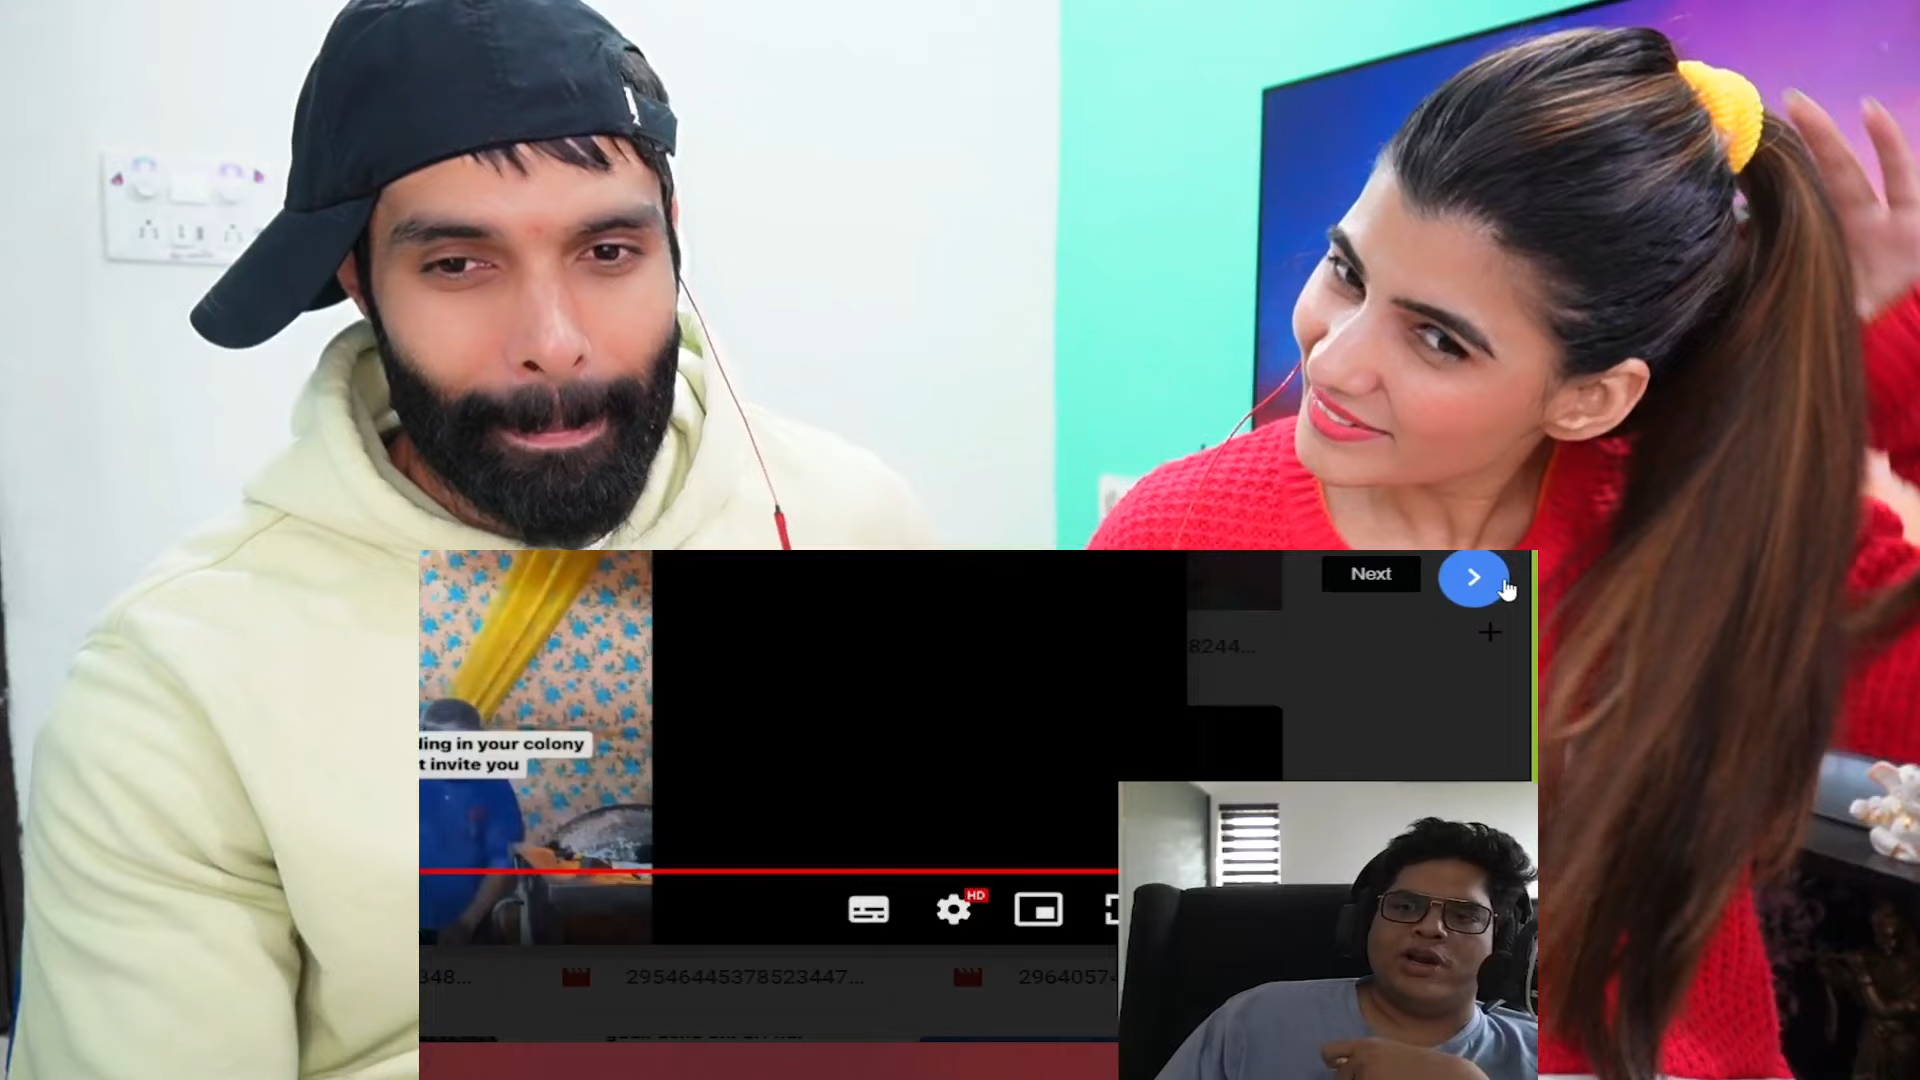 Next
8244...
ling in your colony
t invite you
HD
348...
29546445378523447...
2964057